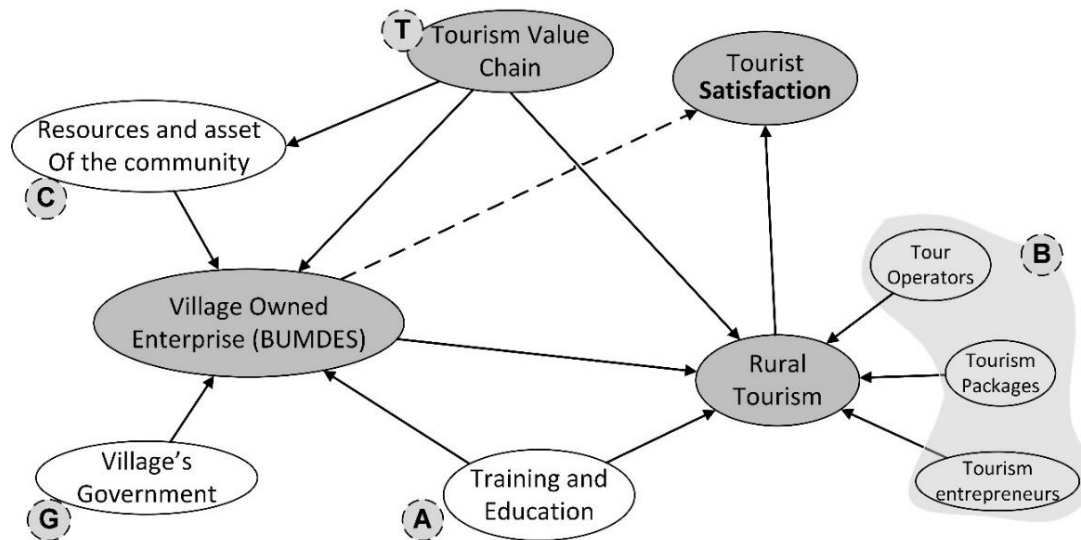 T
Tourism Value
Chain
Tourist
Satisfaction
Resources and asset
Of the community
C
B
Tour
Operators
Village Owned
Enterprise (BUMDES)
Rural
Tourism
Tourism
Packages
Village's
Government
G
Training and
Education
A
Tourism
entrepreneurs